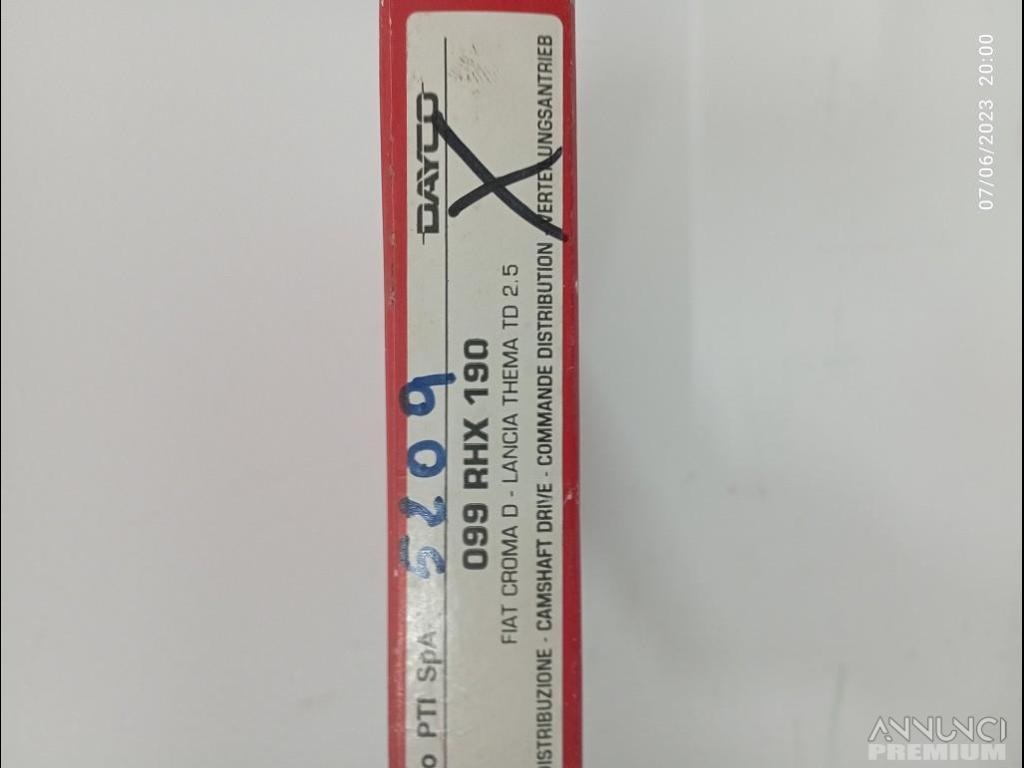 DAYCO
o PTI SpA 5209
099 RHX 190
FIAT CROMA D - LANCIA THEMA TD 2.5
DISTRIBUZIONE - CAMSHAFT DRIVE - COMMANDE DISTRIBUTION - VERTEILUNGSANTRIEB
07/06/2023 20:00
ANNUNCI
PREMIUM